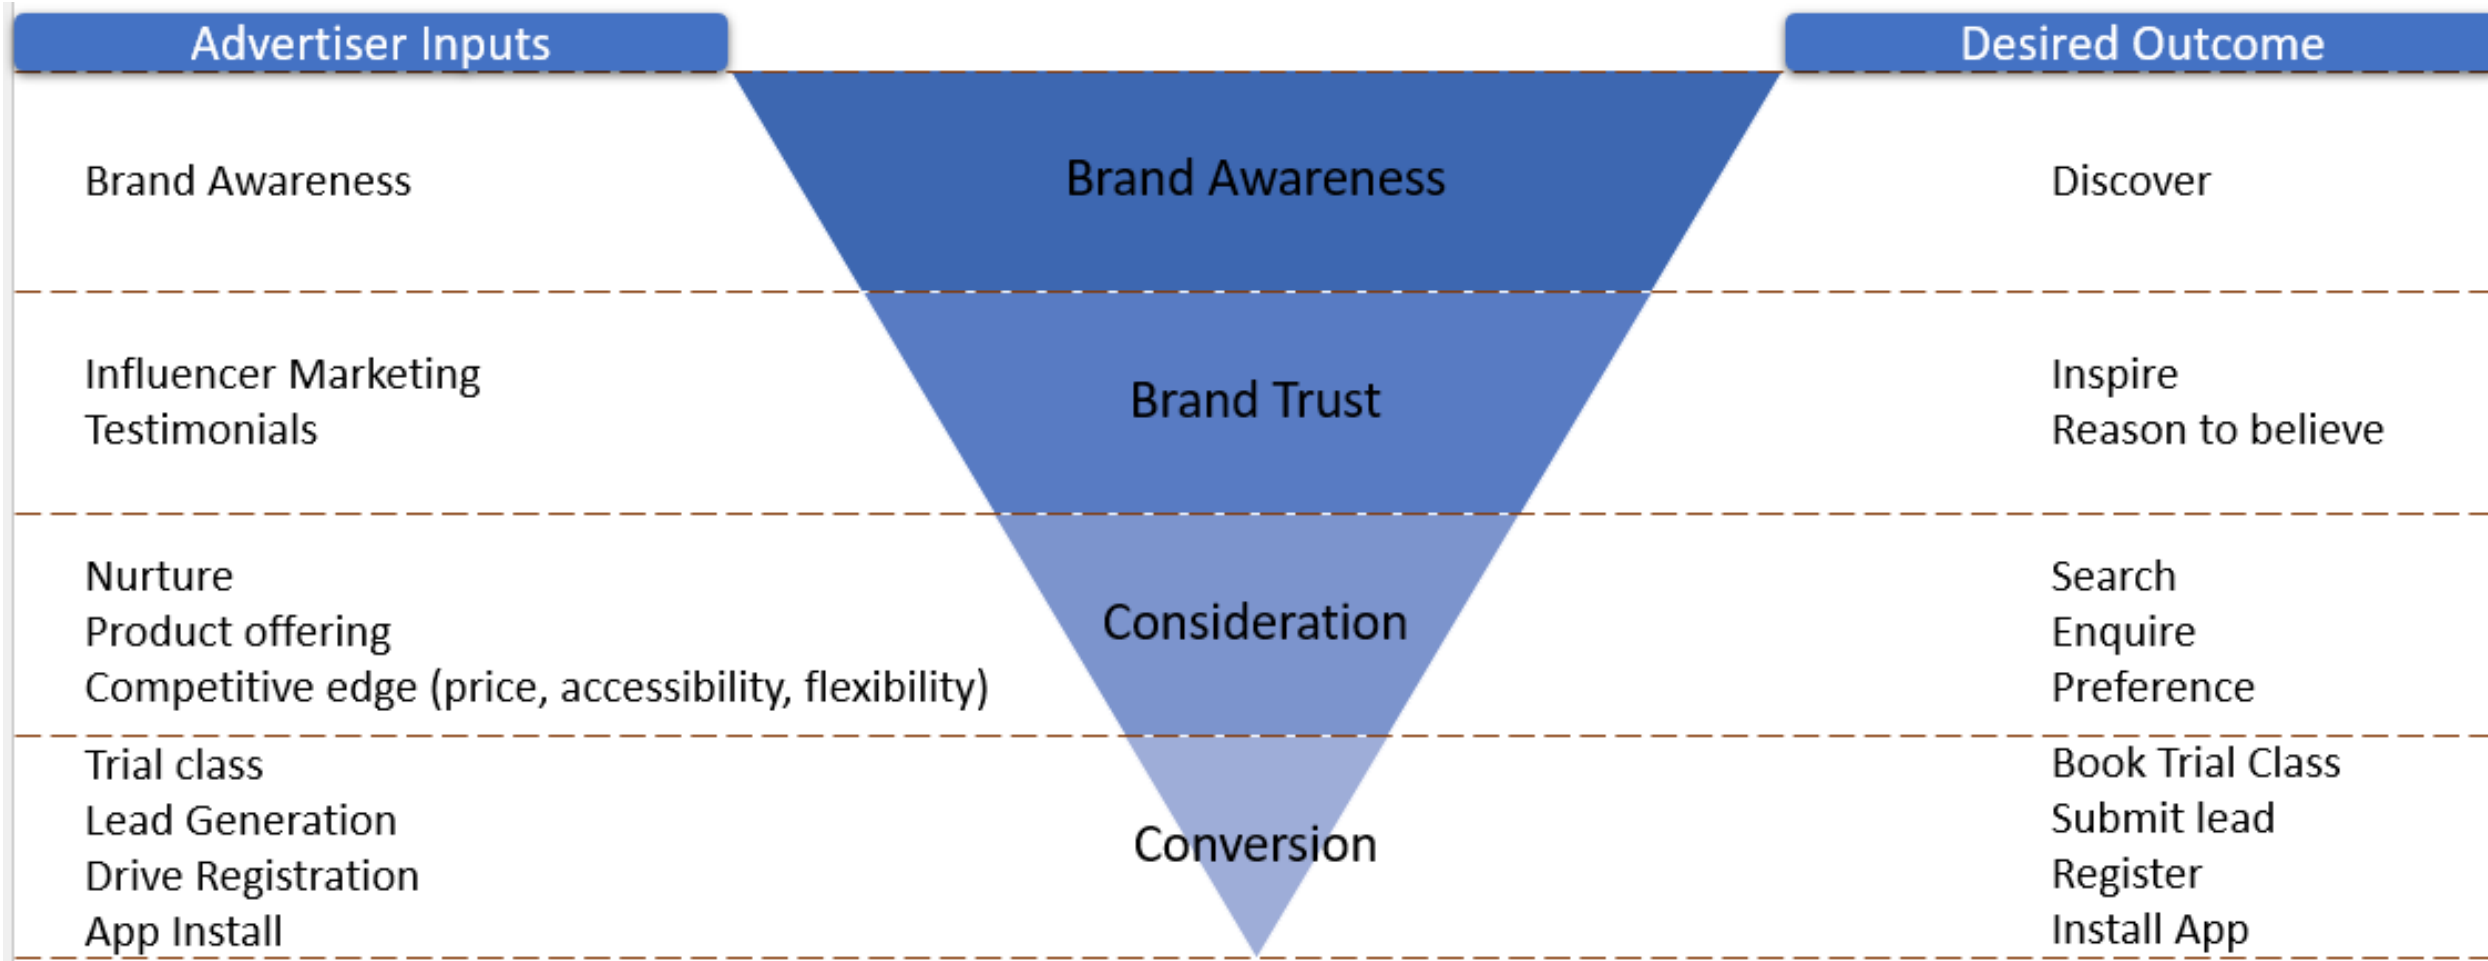 Advertiser Inputs
Desired Outcome
Brand Awareness
Brand Awareness
Discover
Influencer Marketing
Testimonials
Brand Trust
Inspire
Reason to believe
Nurture
Product offering
Competitive edge (price, accessibility, flexibility)
Consideration
Search
Enquire
Preference
Trial class
Lead Generation
Drive Registration
App Install
Conversion
Book Trial Class
Submit lead
Register
Install App